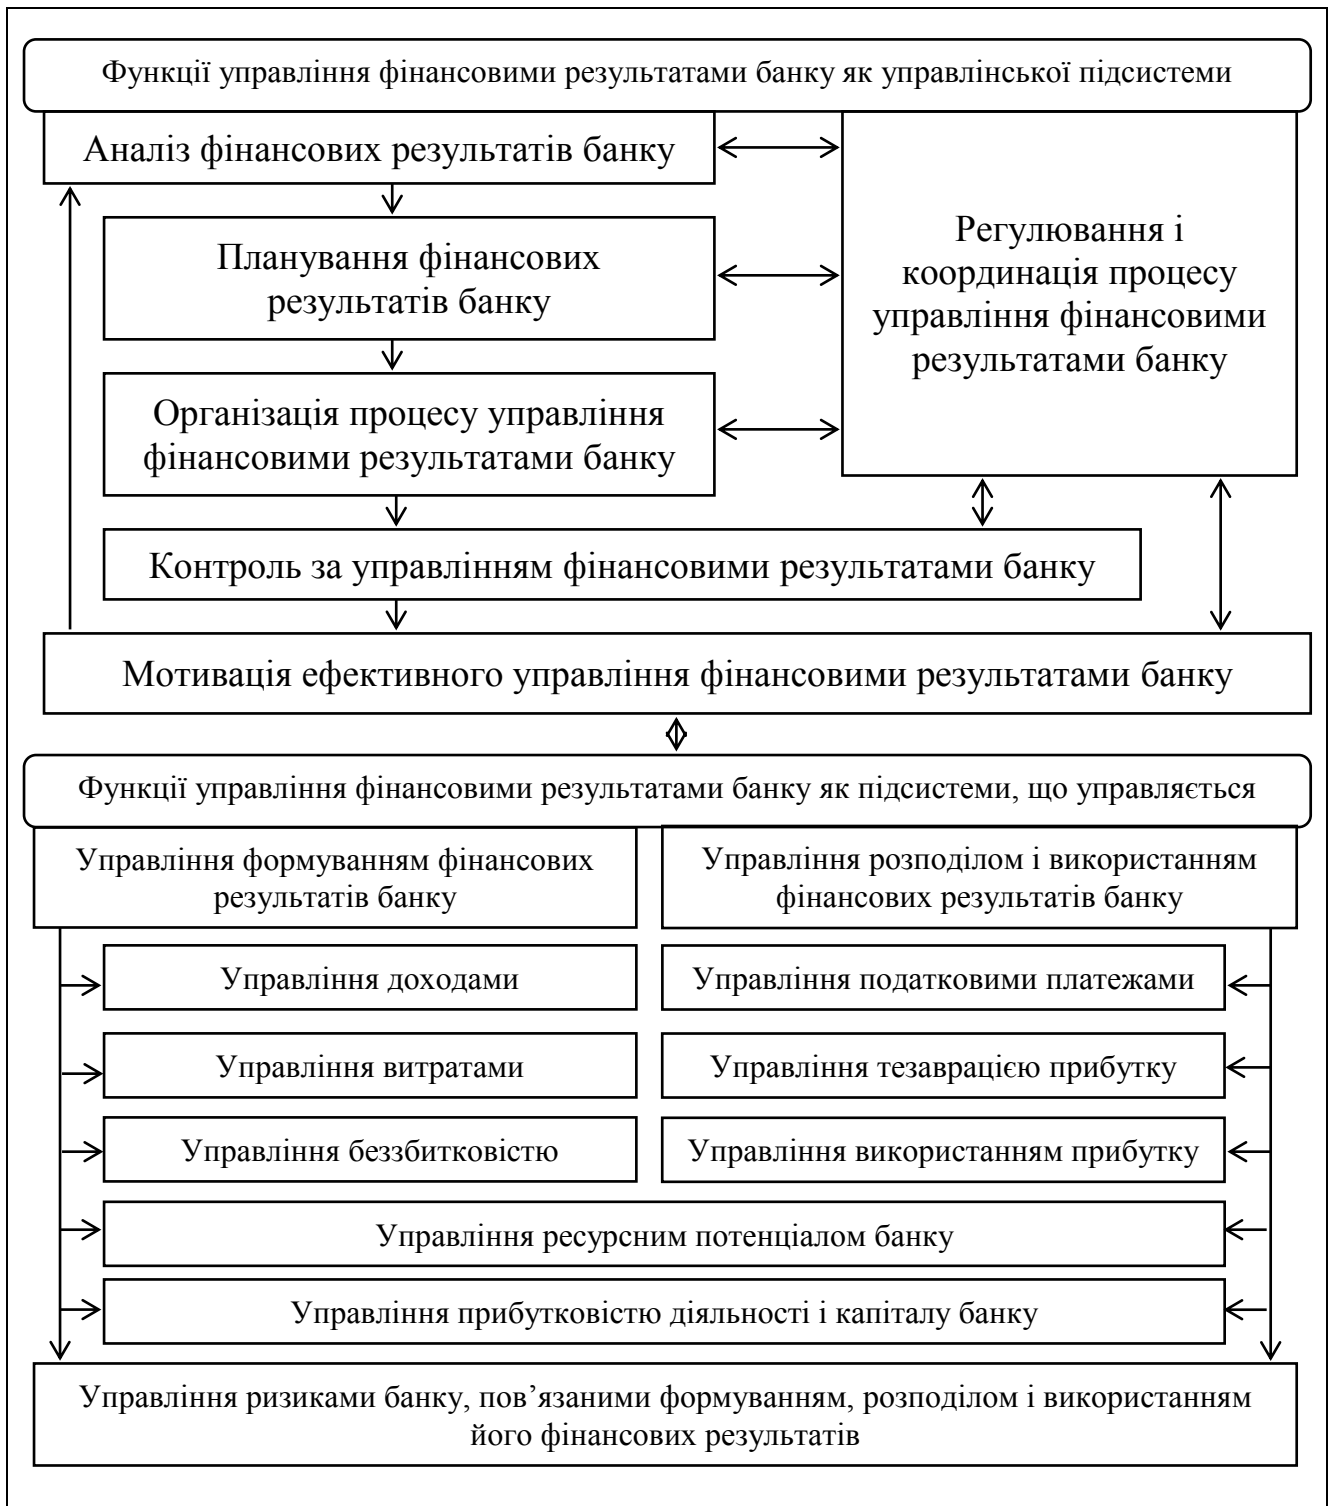 Функції управління фінансовими результатами банку як управлінської підсистеми
Аналіз фінансових результатів банку
Планування фінансових
результатів банку
Організація процесу управління
фінансовими результатами банку
Регулювання і
координація процесу
управління фінансовими
результатами банку
Контроль за управлінням фінансовими результатами банку
Мотивація ефективного управління фінансовими результатами банку
Функції управління фінансовими результатами банку як підсистеми, що управляється
Управління формуванням фінансових
результатів банку
Управління розподілом і використанням
фінансових результатів банку
Управління доходами
Управління податковими платежами
Управління витратами
Управління тезаврацією прибутку
Управління беззбитковістю
Управління використанням прибутку
Управління ресурсним потенціалом банку
Управління прибутковістю діяльності і капіталу банку
Управління ризиками банку, пов’язаними формуванням, розподілом і використанням
його фінансових результатів